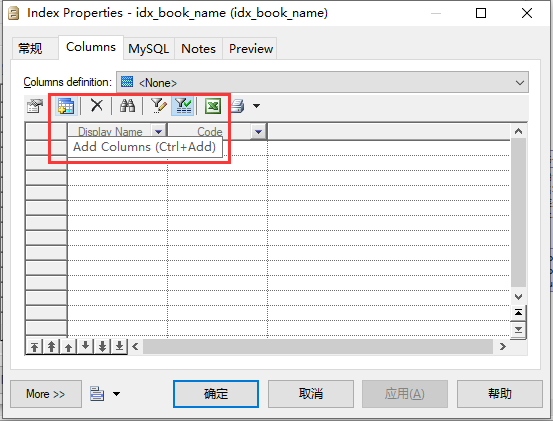 Index Properties - idx_book_name (idx_book_name)
常规 Columns MySQL Notes Preview
Columns definition: <None>
Display Name Code
Add Columns (Ctrl+Add)
More >> 确定 取消 应用(A) 帮助